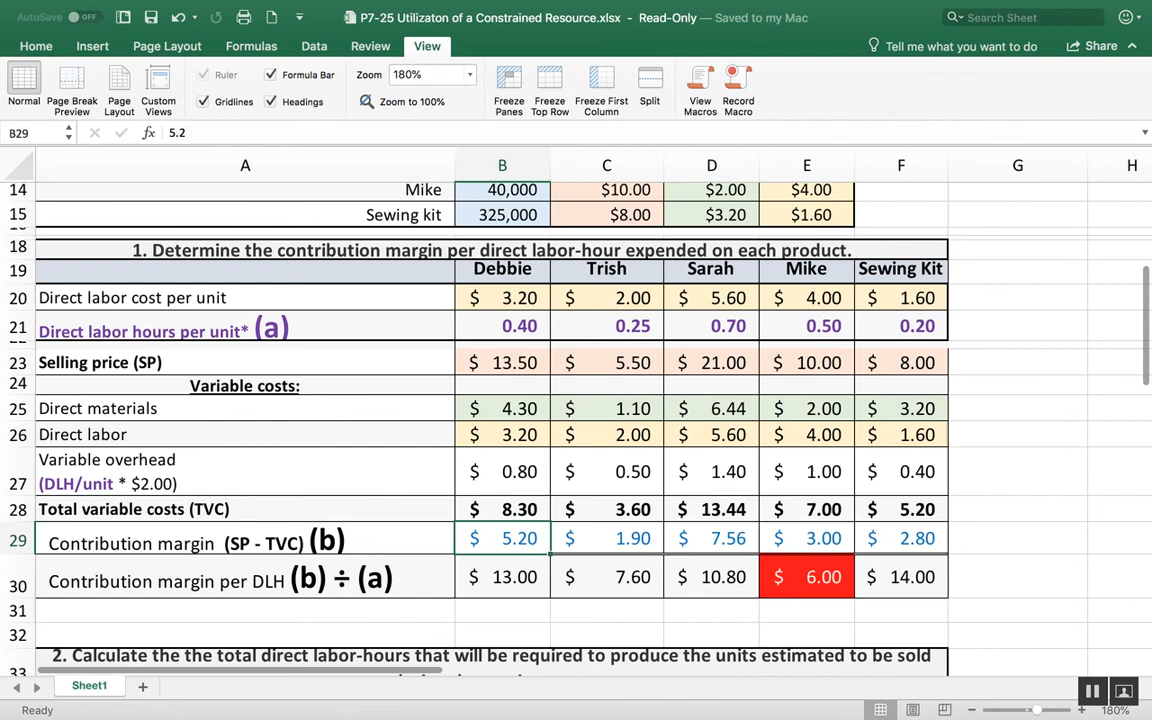 AutoSave OFF P7-25 Utilizaton of a Constrained Resource.xlsx - Read-Only — Saved to my Mac Search Sheet
Home Insert Page Layout Formulas Data Review View Tell me what you want to do Share
Normal Page Break Preview Page Layout Custom Views Ruler Formula Bar Gridlines Headings Zoom 180% Zoom to 100% Freeze Panes Freeze Top Row Freeze First Column Split View Macros Record Macro
B29 fx 5.2
A B C D E F G H
14 Mike 40,000 $10.00 $2.00 $4.00
15 Sewing kit 325,000 $8.00 $3.20 $1.60
18 1. Determine the contribution margin per direct labor-hour expended on each product.
19 Debbie Trish Sarah Mike Sewing Kit
20 Direct labor cost per unit $ 3.20 $ 2.00 $ 5.60 $ 4.00 $ 1.60
21 Direct labor hours per unit* (a) 0.40 0.25 0.70 0.50 0.20
23 Selling price (SP) $ 13.50 $ 5.50 $ 21.00 $ 10.00 $ 8.00
24 Variable costs:
25 Direct materials $ 4.30 $ 1.10 $ 6.44 $ 2.00 $ 3.20
26 Direct labor $ 3.20 $ 2.00 $ 5.60 $ 4.00 $ 1.60
Variable overhead
27 (DLH/unit * $2.00) $ 0.80 $ 0.50 $ 1.40 $ 1.00 $ 0.40
28 Total variable costs (TVC) $ 8.30 $ 3.60 $ 13.44 $ 7.00 $ 5.20
29 Contribution margin (SP - TVC) (b) $ 5.20 $ 1.90 $ 7.56 $ 3.00 $ 2.80
30 Contribution margin per DLH (b) ÷ (a) $ 13.00 $ 7.60 $ 10.80 $ 6.00 $ 14.00
31
32
33 2. Calculate the the total direct labor-hours that will be required to produce the units estimated to be sold
Sheet1
Ready 180%